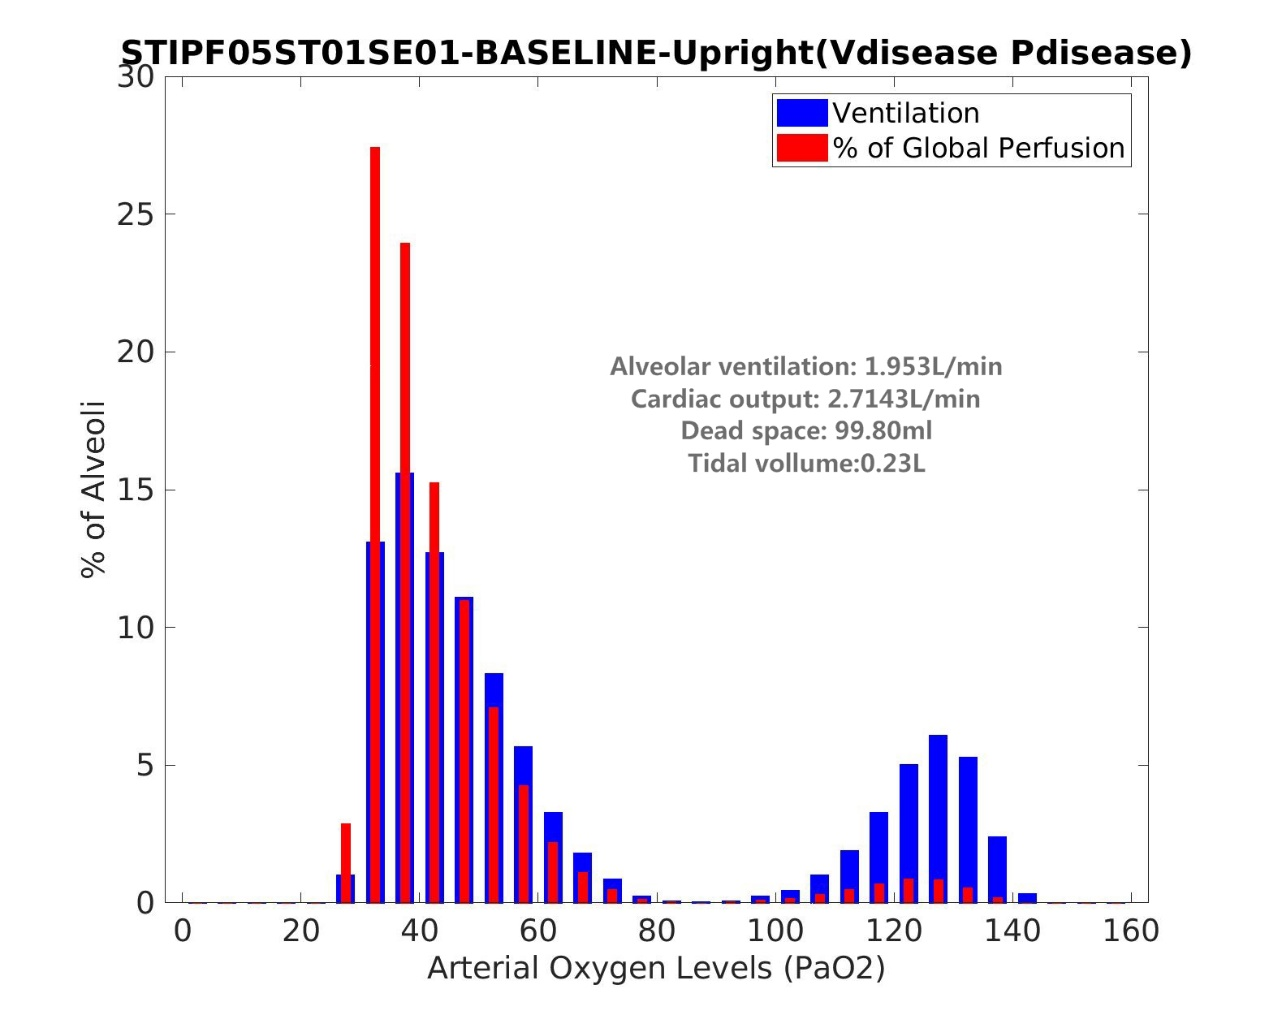 STIPF05ST01SE01-BASELINE-Upright(Vdisease Pdisease)
30
25
20
15
10
5
0
% of Alveoli
Ventilation
% of Global Perfusion
Alveolar ventilation: 1.953L/min
Cardiac output: 2.7143L/min
Dead space: 99.80ml
Tidal vollume:0.23L
0 20 40 60 80 100 120 140 160
Arterial Oxygen Levels (PaO2)